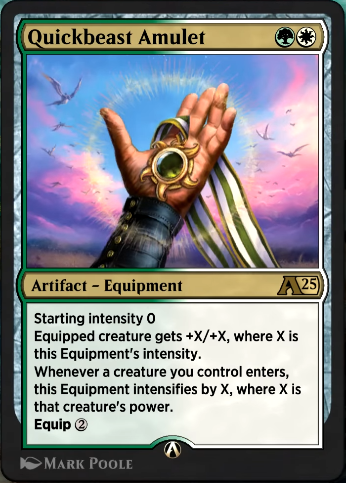 Quickbeast Amulet
Artifact – Equipment
A25
Starting intensity 0
Equipped creature gets +X/+X, where X is
this Equipment's intensity.
Whenever a creature you control enters,
this Equipment intensifies by X, where X is
that creature's power.
Equip 2
Mark Poole